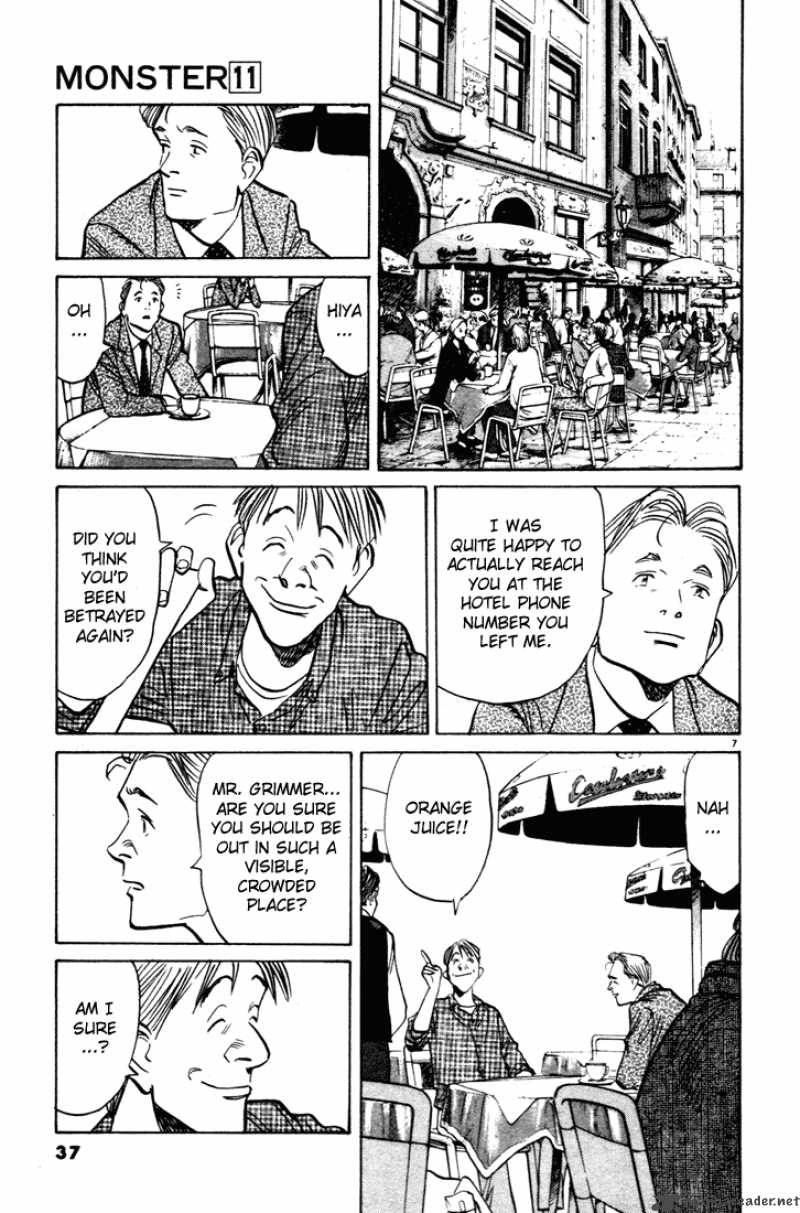 MONSTER 11
HIYA
...
OH
...
I WAS
QUITE HAPPY TO
ACTUALLY REACH
YOU AT THE
HOTEL PHONE
NUMBER YOU
LEFT ME.
DID YOU
THINK
YOU'D
BEEN
BETRAYED
AGAIN?
7
NAH
...
ORANGE
JUICE!!
MR. GRIMMER...
ARE YOU SURE
YOU SHOULD BE
OUT IN SUCH A
VISIBLE,
CROWDED
PLACE?
AM I
SURE
...?
37